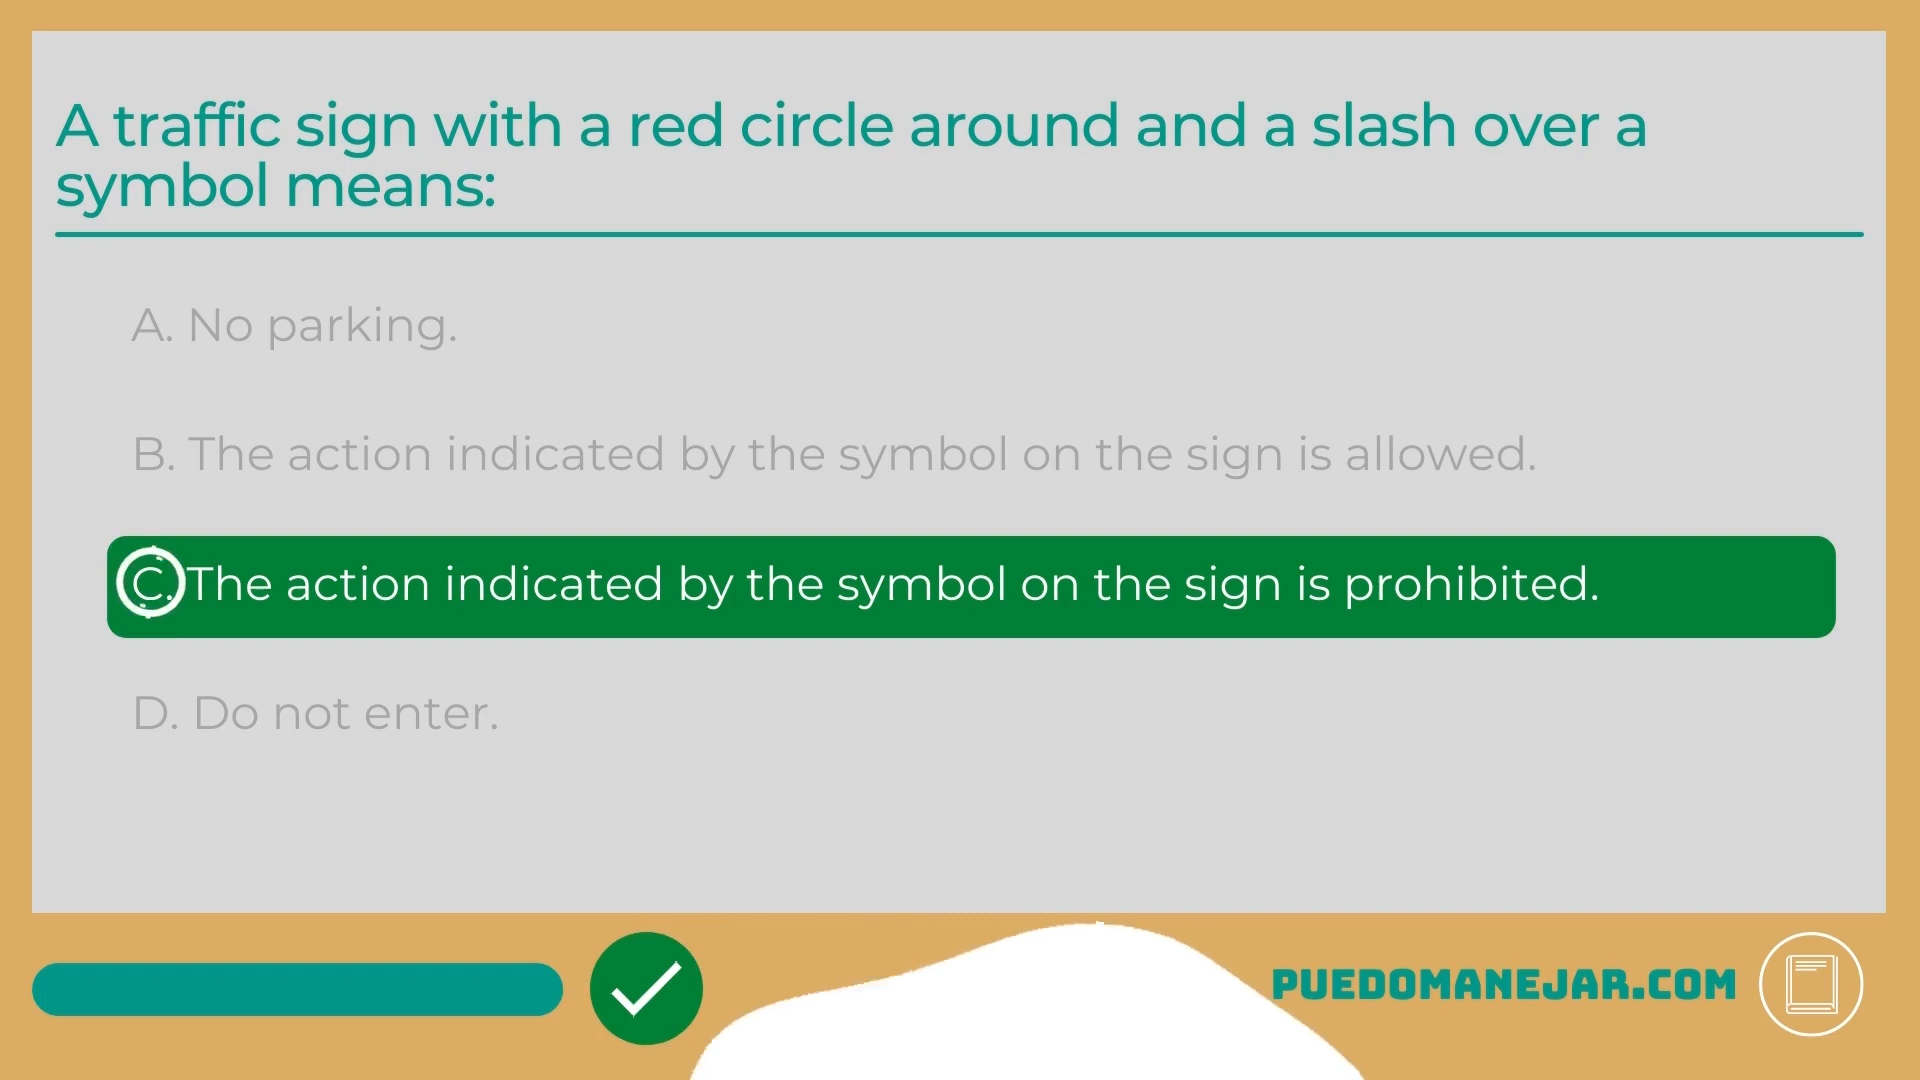 A traffic sign with a red circle around and a slash over a
symbol means:
A. No parking.
B. The action indicated by the symbol on the sign is allowed.
C. The action indicated by the symbol on the sign is prohibited.
D. Do not enter.
PUEDOMANEJAR.COM